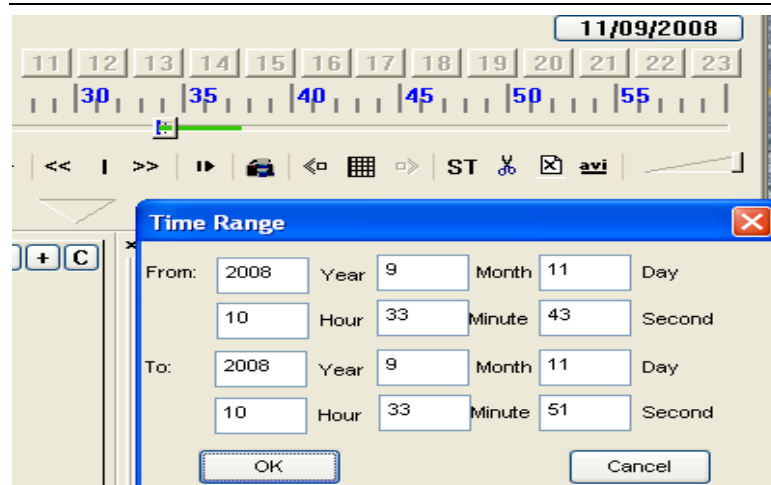 11/09/2008
11 12 13 14 15 16 17 18 19 20 21 22 23
30 35 40 45 50 55
<< I >> ST avi
+ C
Time Range
From: 2008 Year 9 Month 11 Day
10 Hour 33 Minute 43 Second
To: 2008 Year 9 Month 11 Day
10 Hour 33 Minute 51 Second
OK Cancel